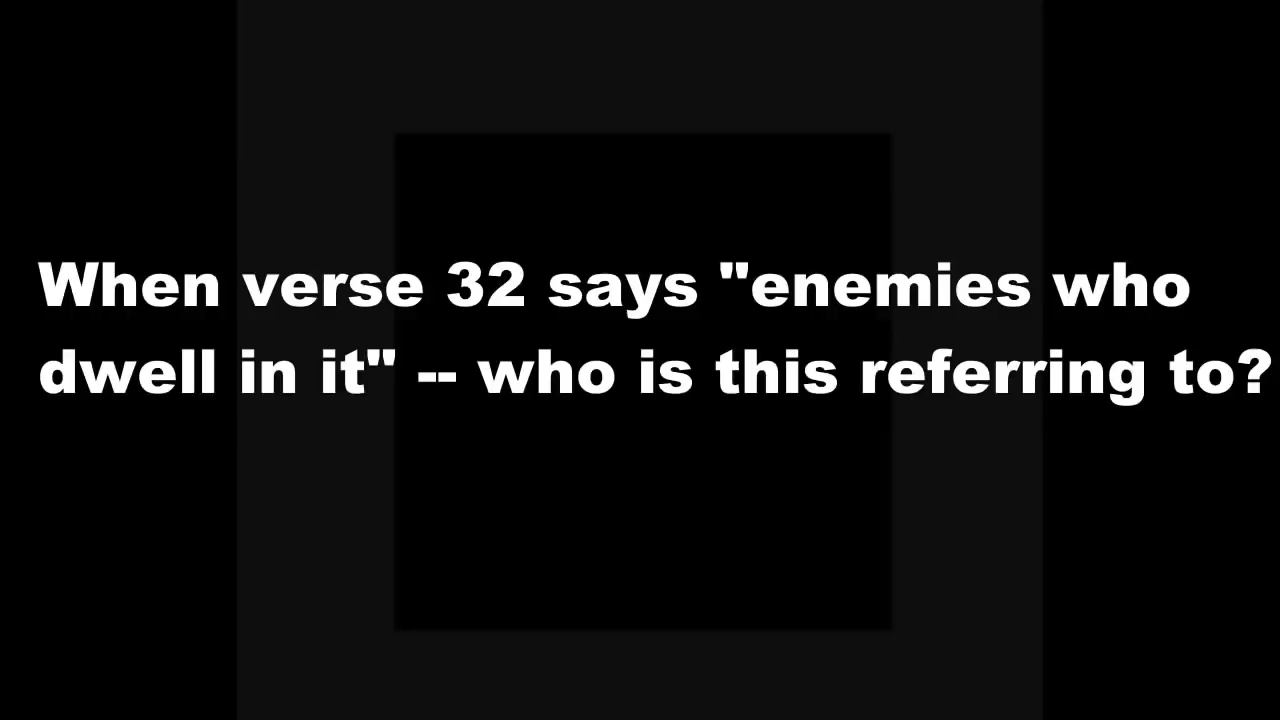 When verse 32 says "enemies who
dwell in it" -- who is this referring to?